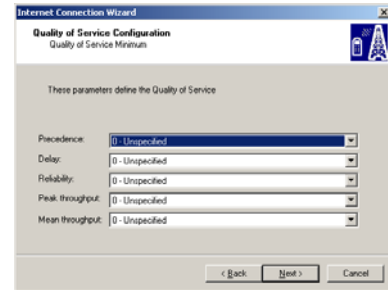 Internet Connection Wizard
Quality of Service Configuration
Quality of Service Minimum
These parameters define the Quality of Service
Precedence: 0 - Unspecified
Delay: 0 - Unspecified
Reliability: 0 - Unspecified
Peak throughput: 0 - Unspecified
Mean throughput: 0 - Unspecified
< Back Next > Cancel